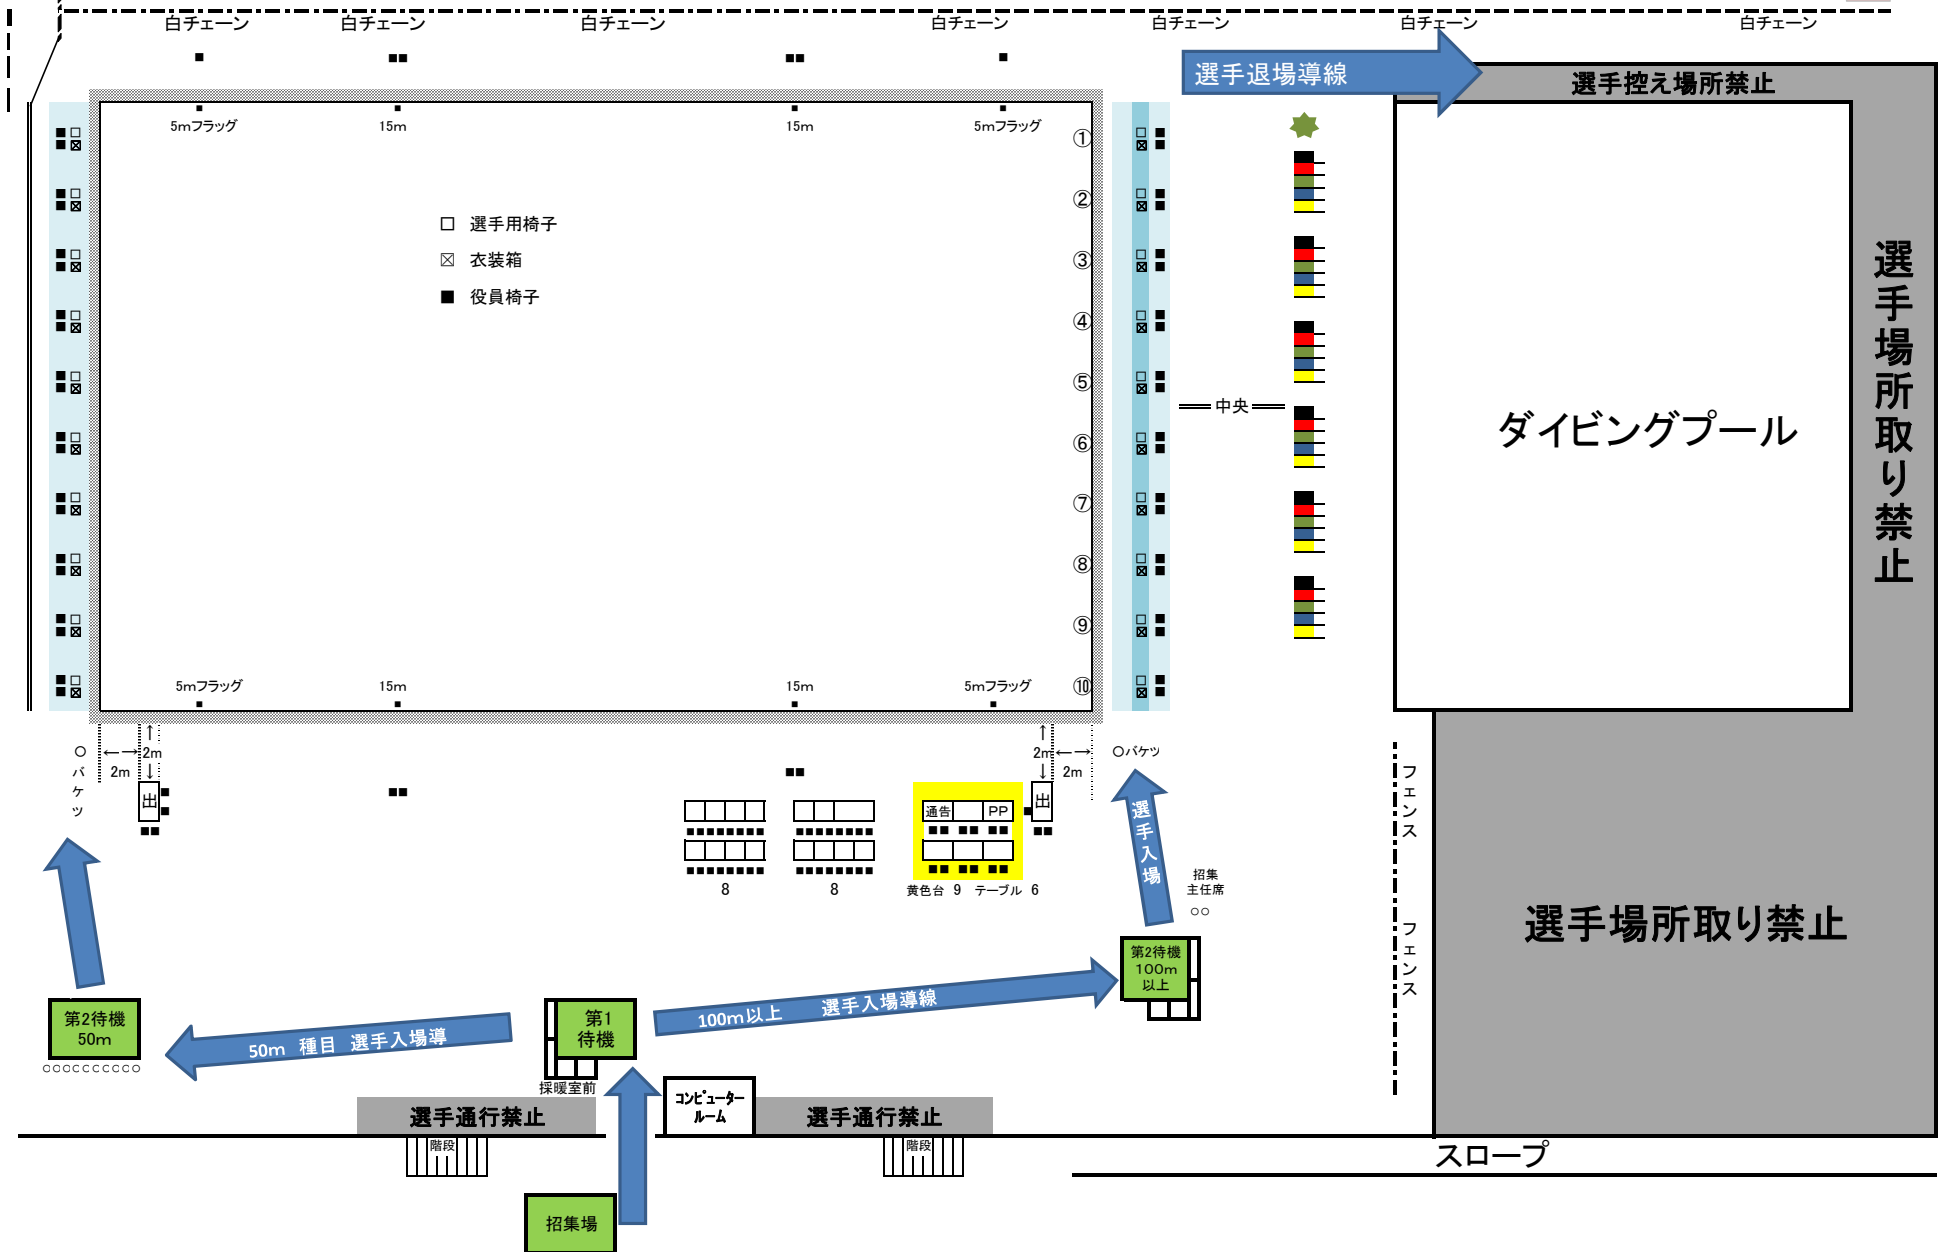 白チェーン 白チェーン 白チェーン 白チェーン 白チェーン 白チェーン 白チェーン
選手退場導線
選手控え場所禁止
5mフラッグ 15m 15m 5mフラッグ
①
②
③
④
⑤
⑥
⑦
⑧
⑨
⑩
□ 選手用椅子
☒ 衣装箱
■ 役員椅子
中央
ダイビングプール
選手場所取り禁止
5mフラッグ 15m 15m 5mフラッグ
○バケツ
←→
2m
↑
2m
↓
出
↑
2m
↓
←→
2m
出
○バケツ
通告 PP
8 8 黄色台 9 テーブル 6
選手入場
招集
主任席
○○
フェンス
フェンス
選手場所取り禁止
第2待機
100m
以上
第2待機
50m
○○○○○○○○○○
50m 種目 選手入場導
第1
待機
採暖室前
100m以上 選手入場導線
コンピューター
ルーム
選手通行禁止 選手通行禁止
階段 階段
スロープ
招集場